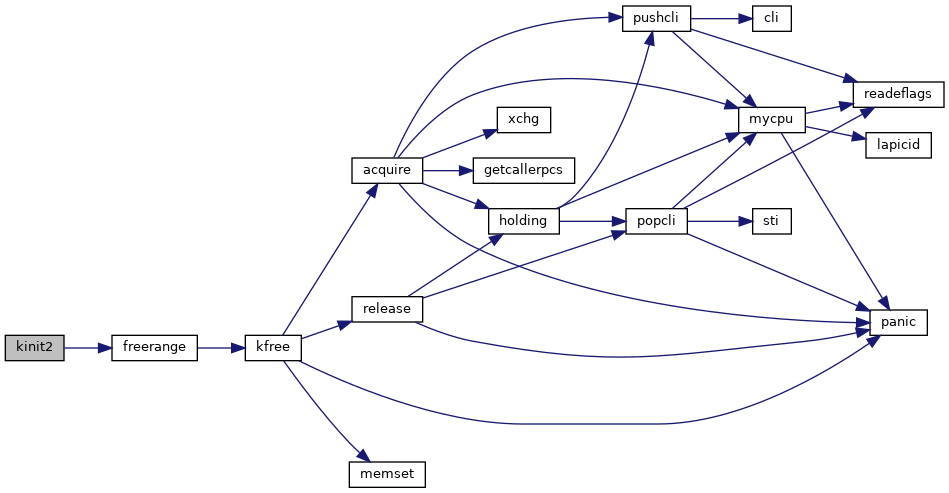 pushcli
cli
readeflags
xchg
mycpu
lapicid
acquire
getcallerpcs
holding
popcli
sti
release
panic
kinit2
freerange
kfree
memset